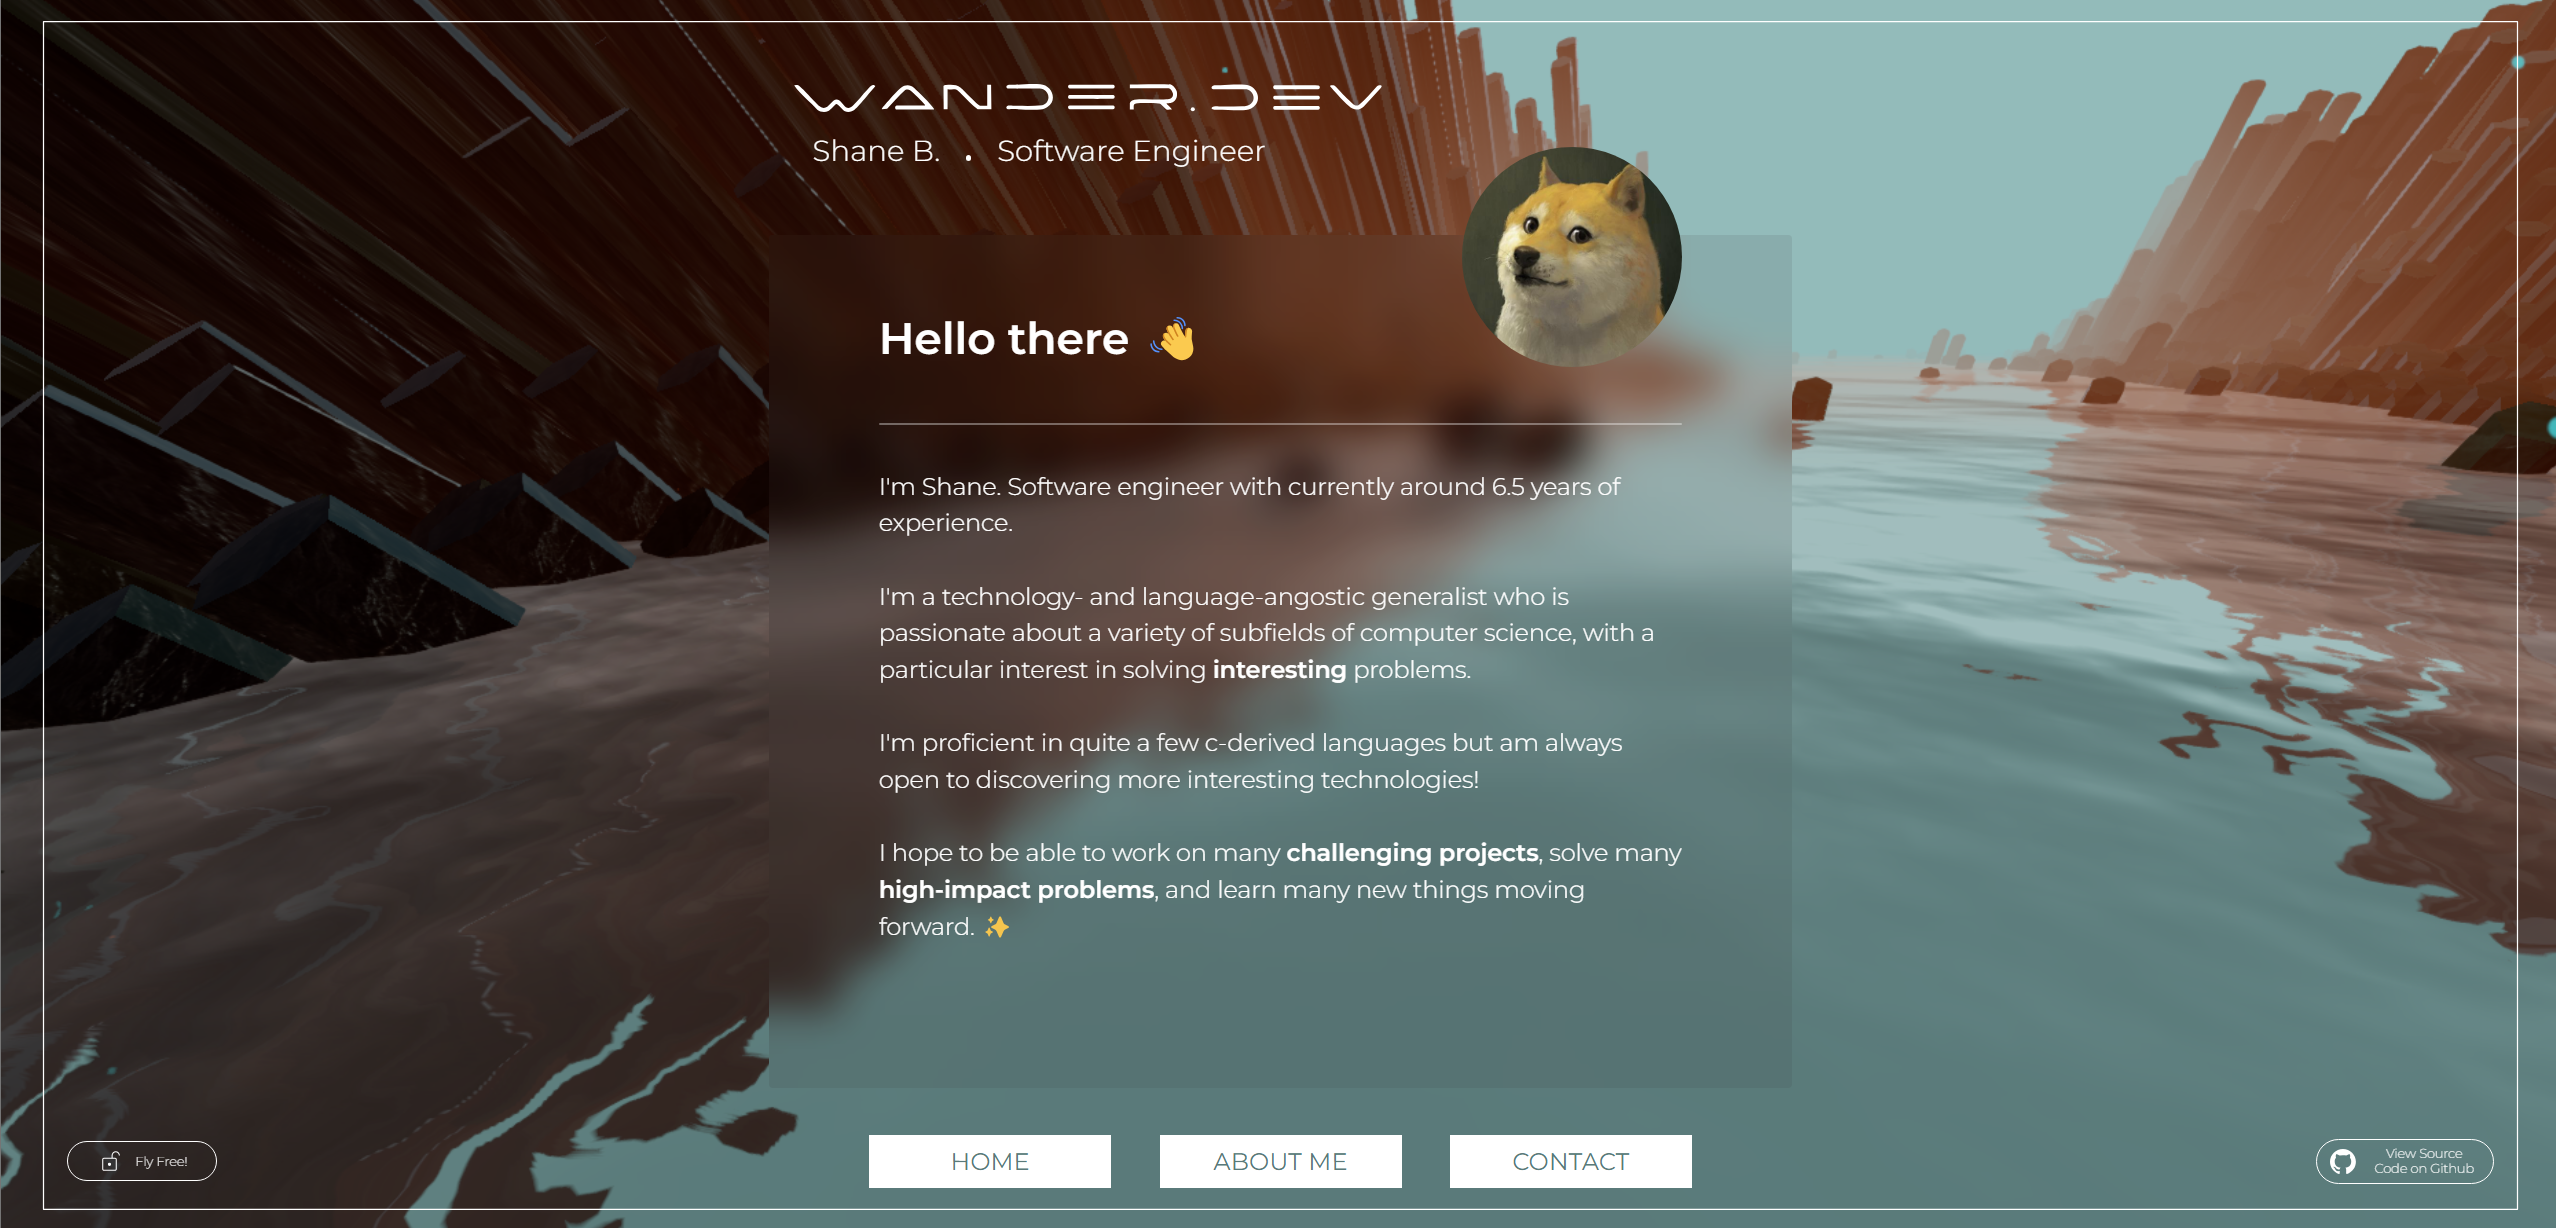 WANDER.DEV
Shane B. • Software Engineer
Hello there 👋
I'm Shane. Software engineer with currently around 6.5 years of
experience.
I'm a technology- and language-angostic generalist who is
passionate about a variety of subfields of computer science, with a
particular interest in solving interesting problems.
I'm proficient in quite a few c-derived languages but am always
open to discovering more interesting technologies!
I hope to be able to work on many challenging projects, solve many
high-impact problems, and learn many new things moving
forward. ✨
HOME
ABOUT ME
CONTACT
Fly Free!
View Source
Code on Github